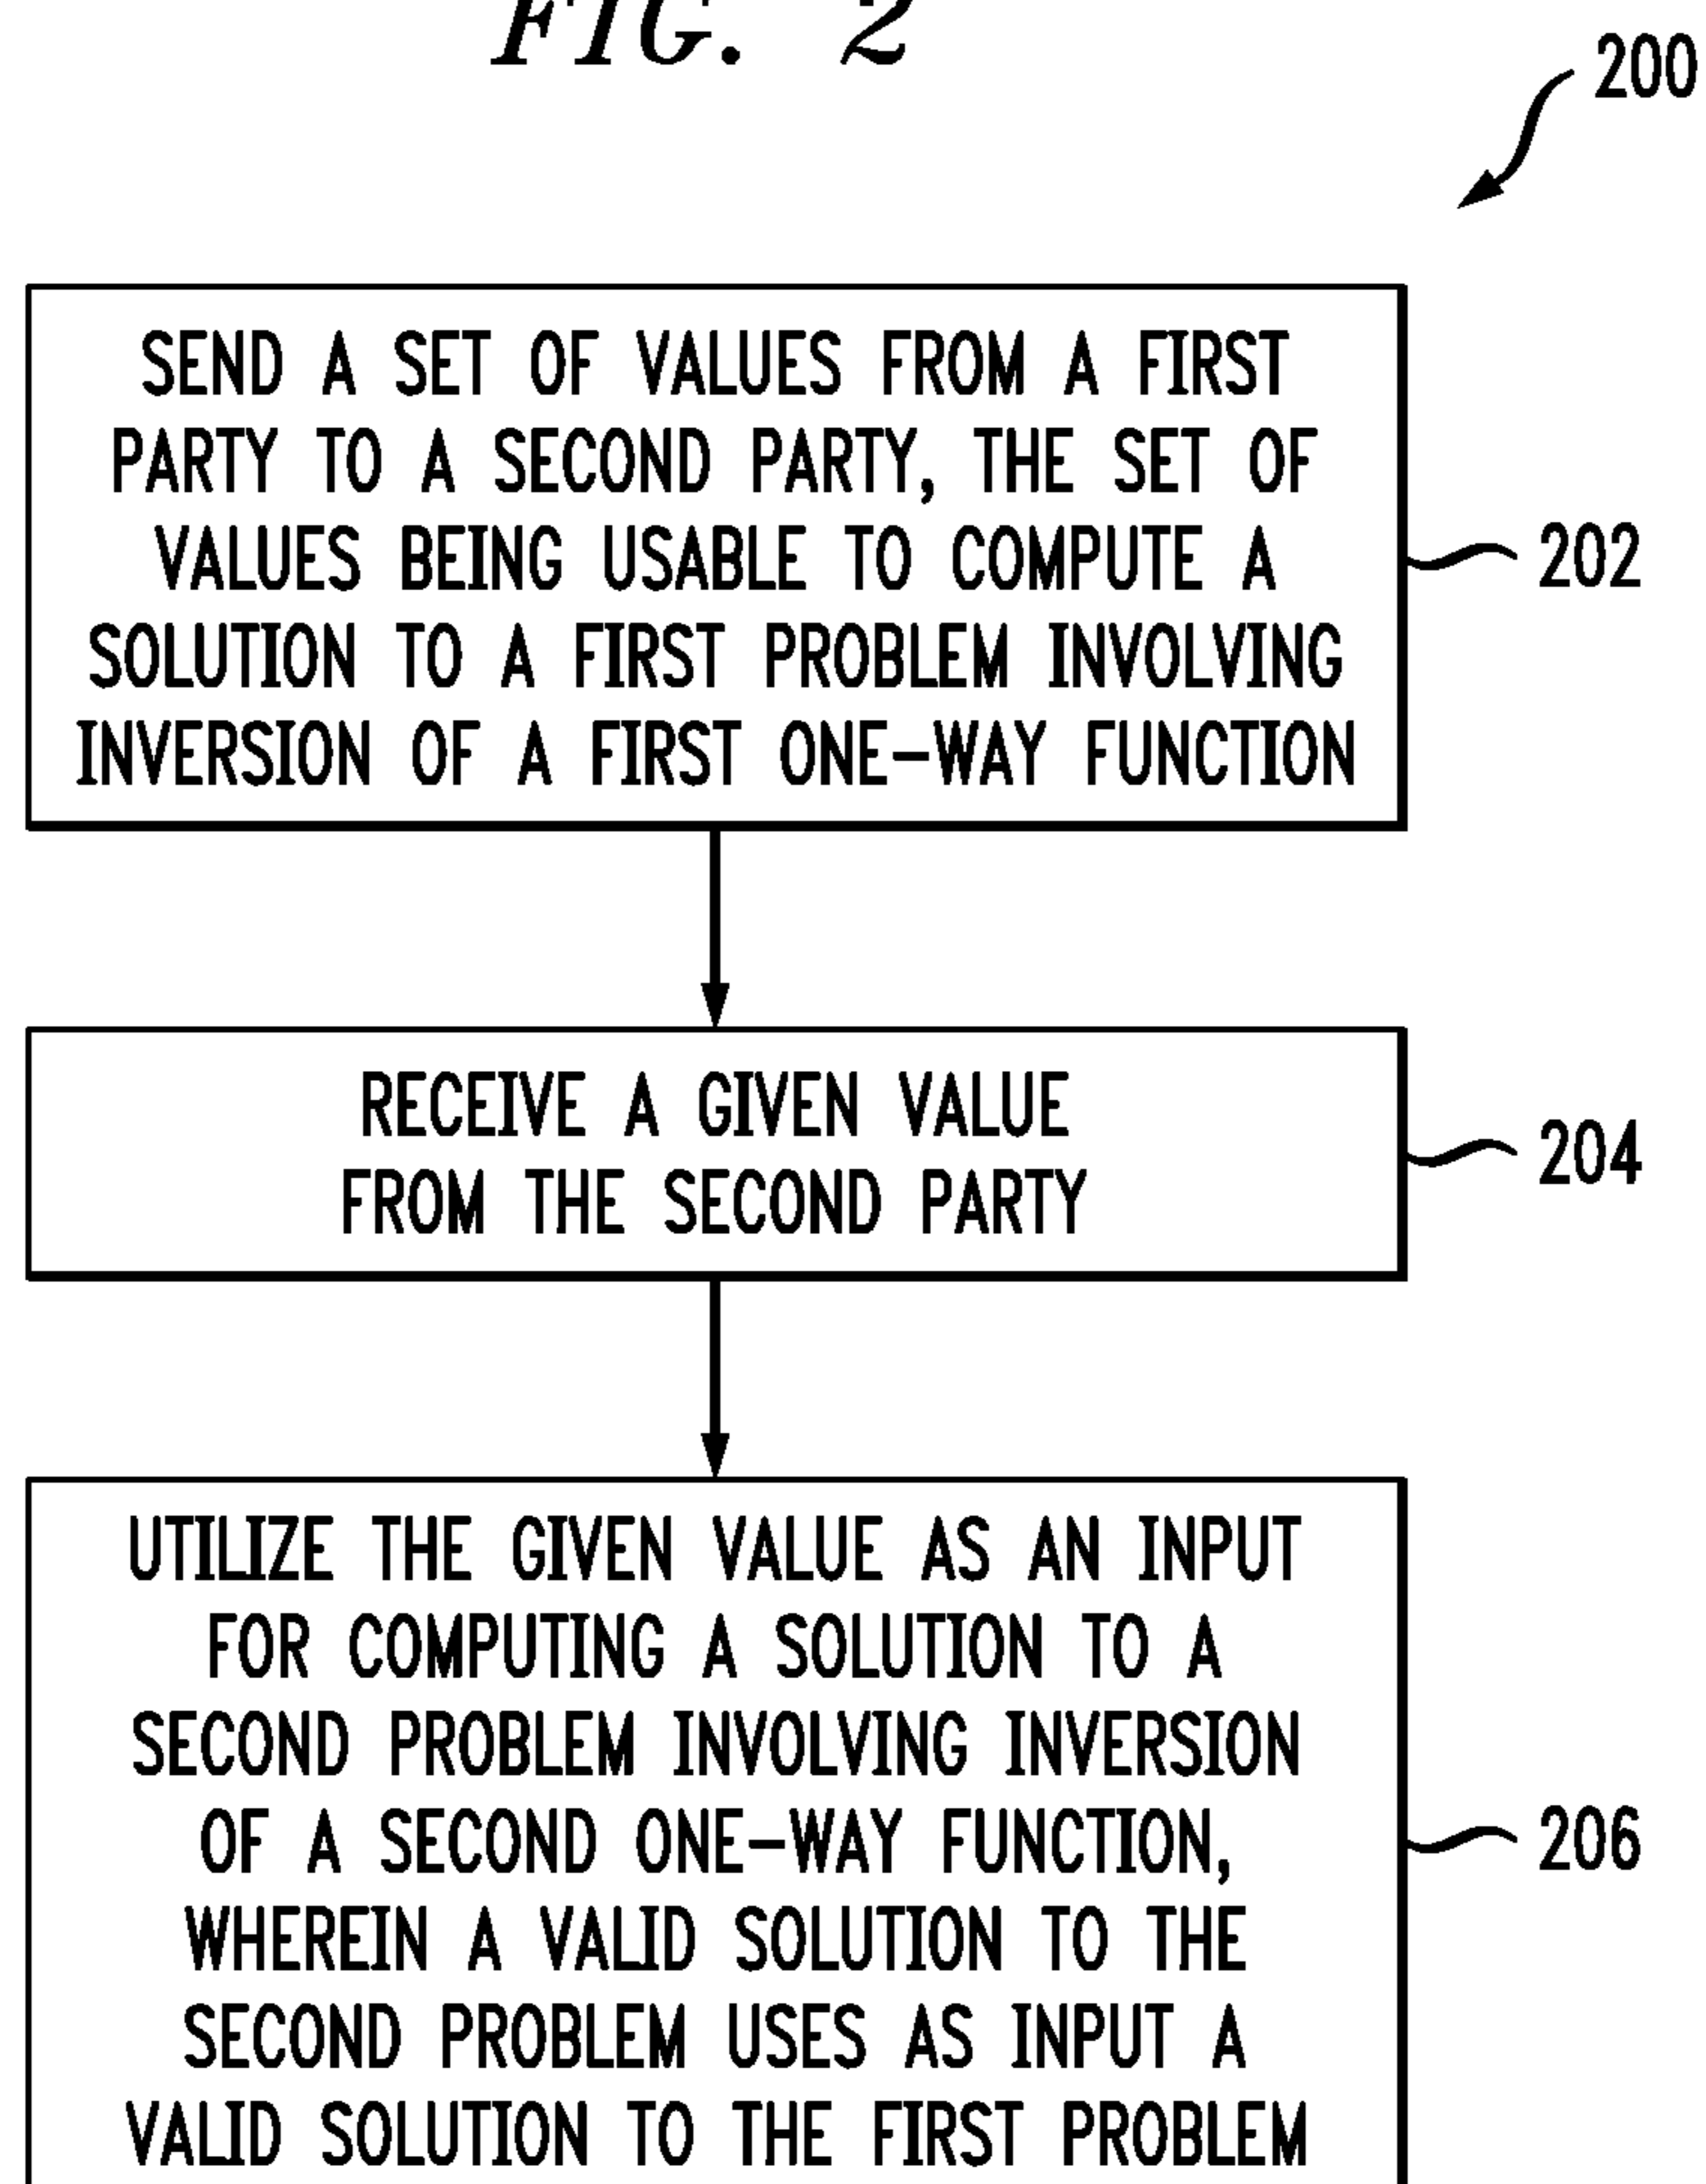 FIG. 2
200
SEND A SET OF VALUES FROM A FIRST
PARTY TO A SECOND PARTY, THE SET OF
VALUES BEING USABLE TO COMPUTE A
SOLUTION TO A FIRST PROBLEM INVOLVING
INVERSION OF A FIRST ONE-WAY FUNCTION
202
RECEIVE A GIVEN VALUE
FROM THE SECOND PARTY
204
UTILIZE THE GIVEN VALUE AS AN INPUT
FOR COMPUTING A SOLUTION TO A
SECOND PROBLEM INVOLVING INVERSION
OF A SECOND ONE-WAY FUNCTION,
WHEREIN A VALID SOLUTION TO THE
SECOND PROBLEM USES AS INPUT A
VALID SOLUTION TO THE FIRST PROBLEM
206